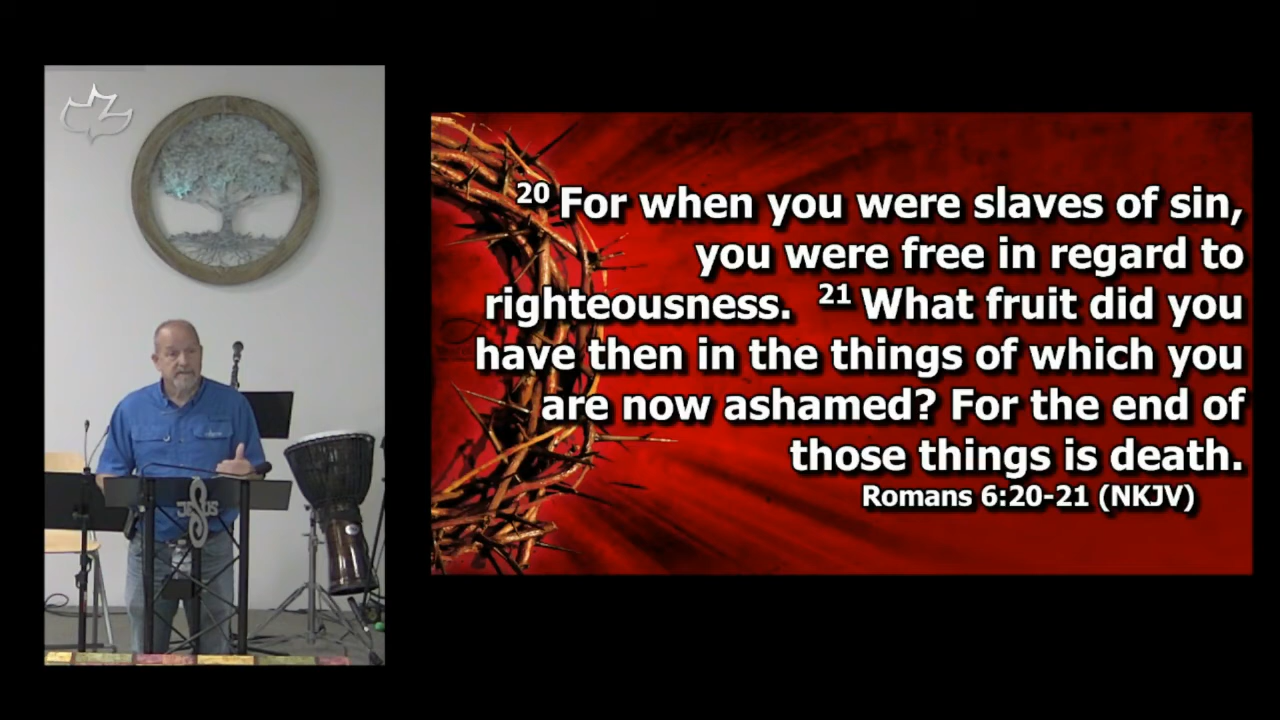 20 For when you were slaves of sin,
you were free in regard to
righteousness. 21 What fruit did you
have then in the things of which you
are now ashamed? For the end of
those things is death.
Romans 6:20-21 (NKJV)
JESUS